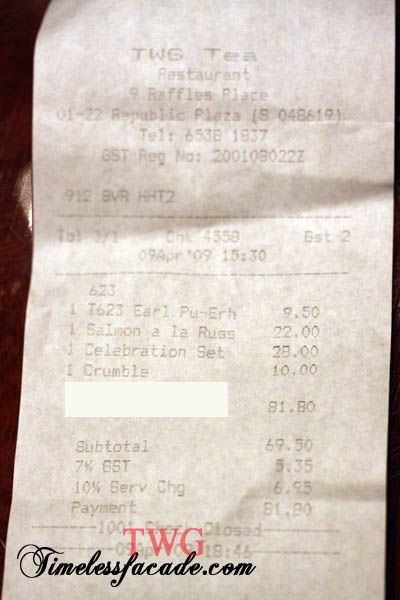 TWG Tea
Restaurant
9 Raffles Place
01-22 Republic Plaza (S 048619)
Tel: 6538 1837
GST Reg No: 200108022Z
912 SVR HHT2
Tbl 3/1 Chk 4558 Gst 2
09Apr'09 15:30
623
1 T623 Earl Pu-Erh 9.50
1 Salmon a la Russ 22.00
1 Celebration Set 28.00
1 Crumble 10.00
81.80
Subtotal 69.50
7% GST 5.35
10% Serv Chg 6.95
Payment 81.80
Closed
TWG
18:46
Timelessfacade.com